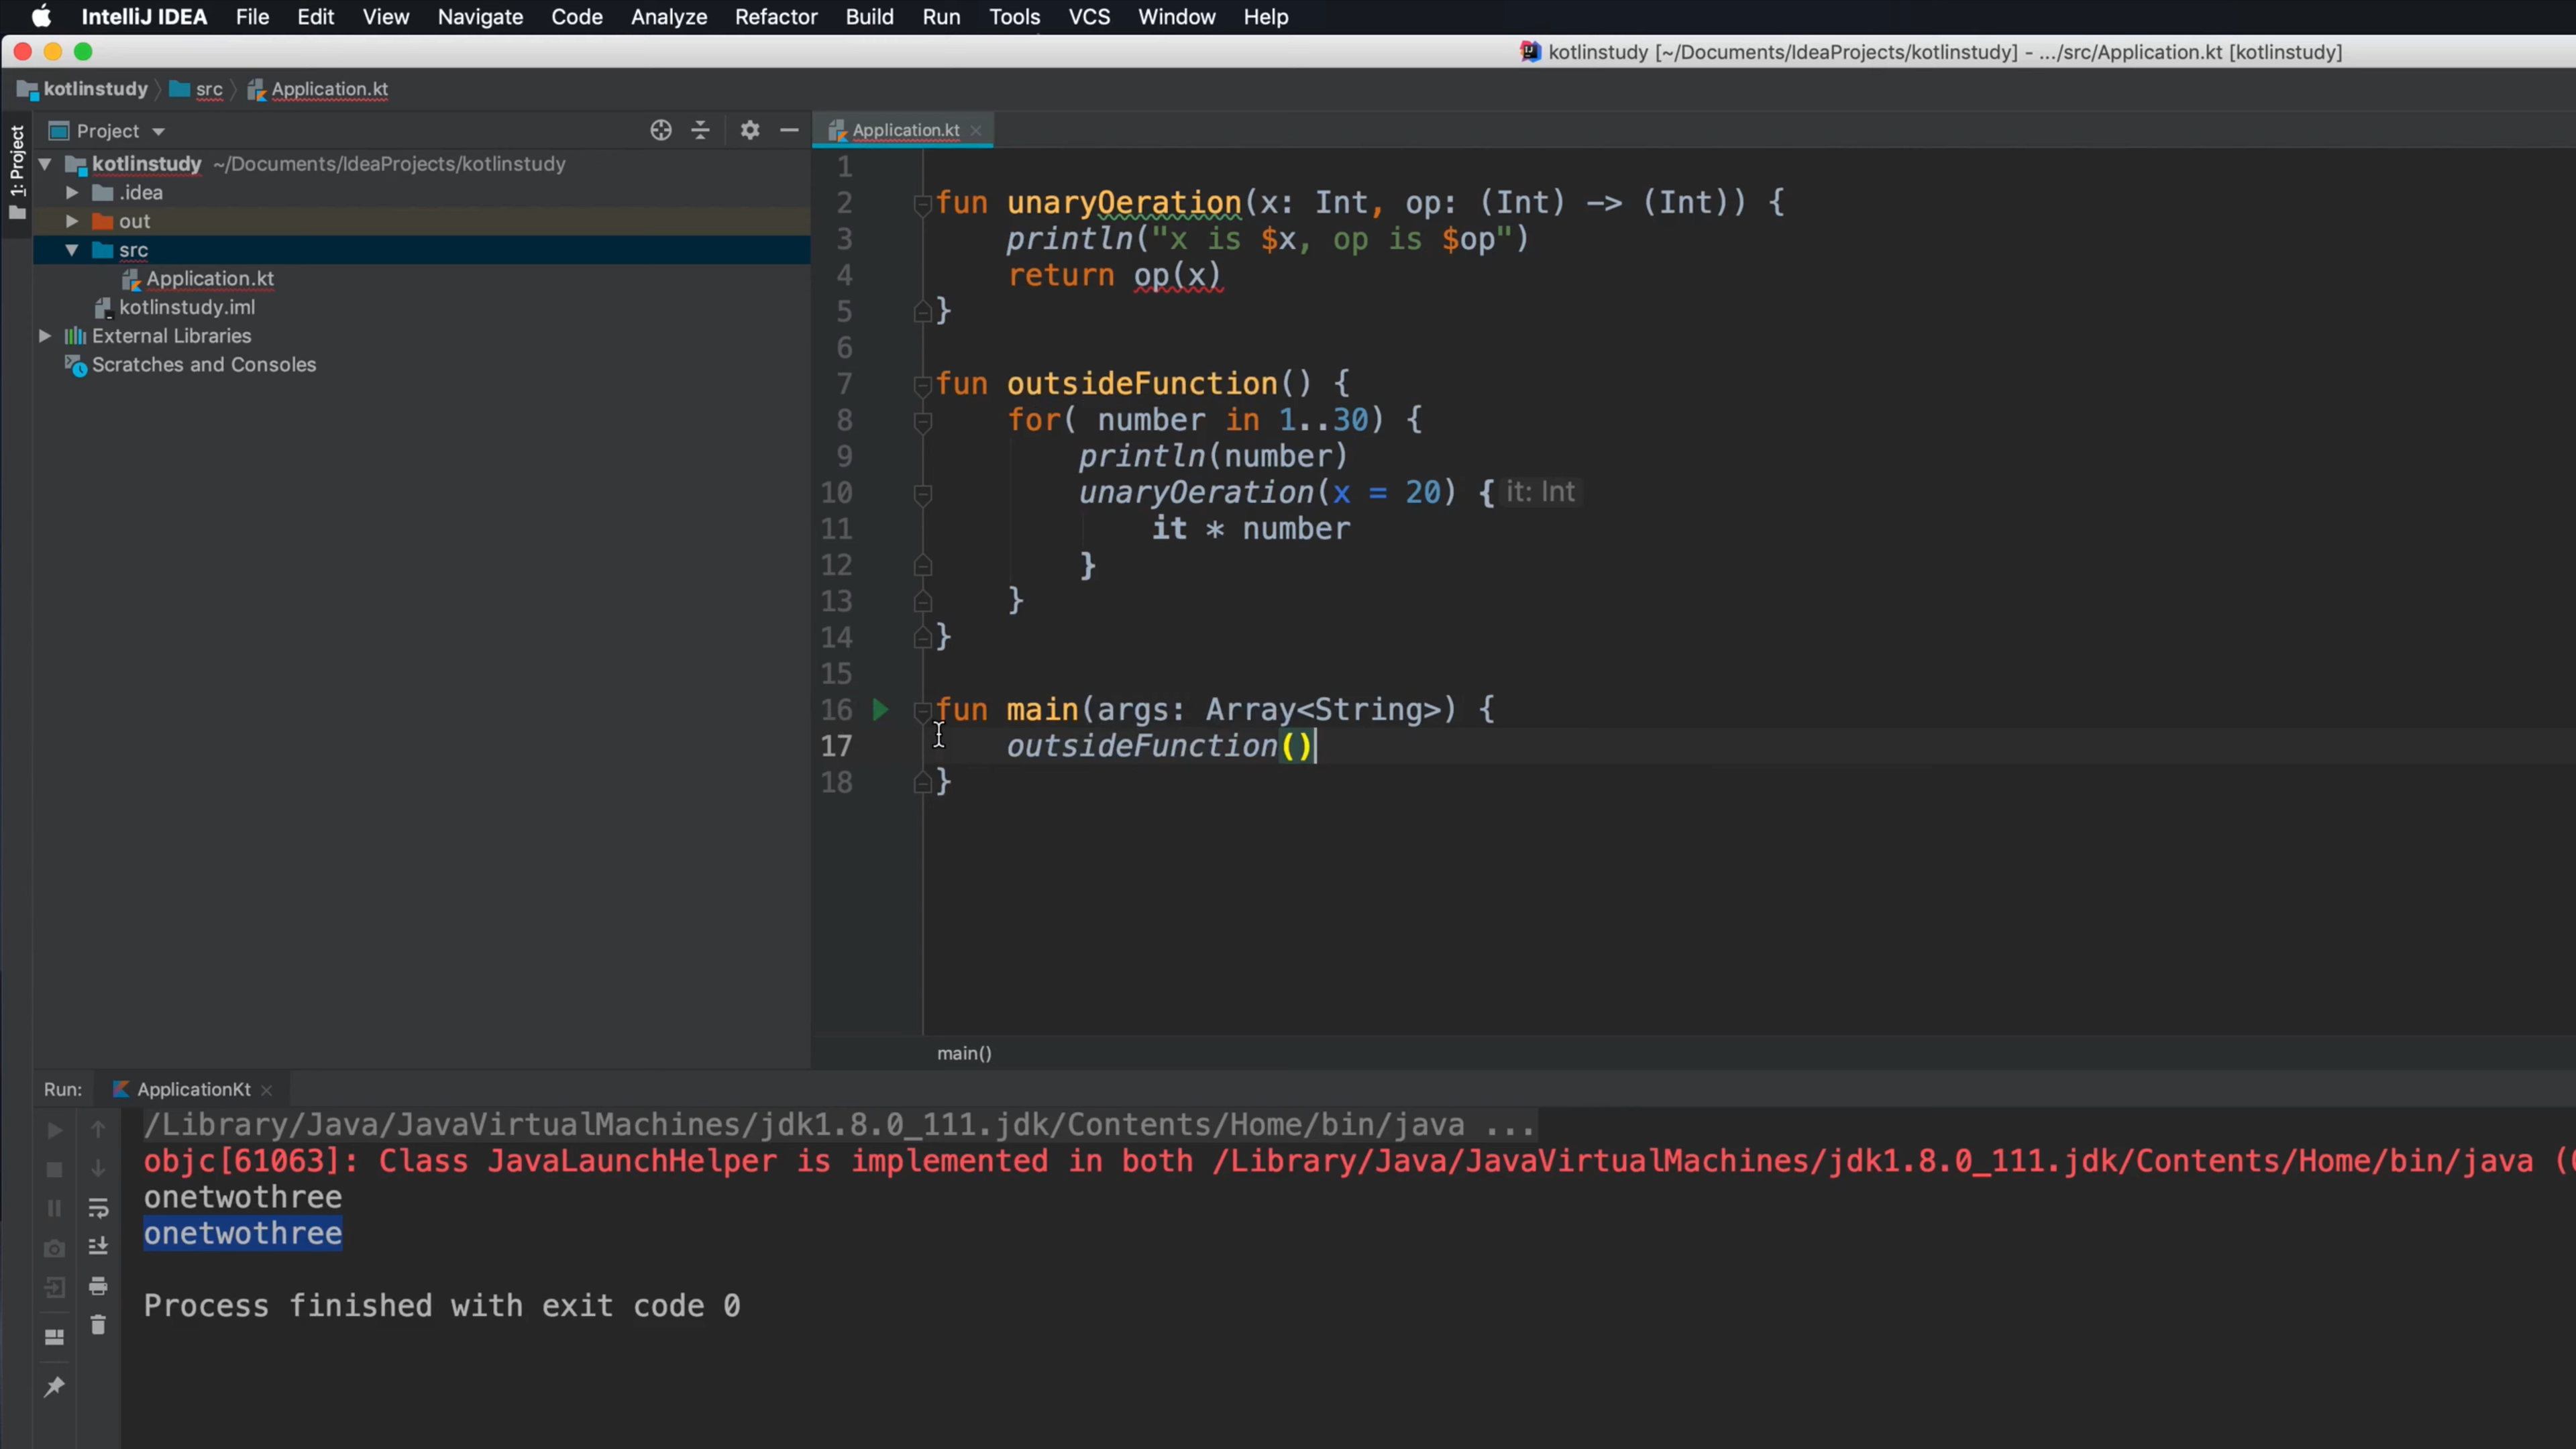 IntelliJ IDEA File Edit View Navigate Code Analyze Refactor Build Run Tools VCS Window Help
kotlinstudy [~/Documents/IdeaProjects/kotlinstudy] - .../src/Application.kt [kotlinstudy]
kotlinstudy src Application.kt
1: Project
Project
kotlinstudy ~/Documents/IdeaProjects/kotlinstudy
.idea
out
src
Application.kt
kotlinstudy.iml
External Libraries
Scratches and Consoles
Application.kt
1
2 fun unaryOeration(x: Int, op: (Int) -> (Int)) {
3 println("x is $x, op is $op")
4 return op(x)
5 }
6
7 fun outsideFunction() {
8 for( number in 1..30) {
9 println(number)
10 unaryOeration(x = 20) { it: Int
11 it * number
12 }
13 }
14 }
15
16 fun main(args: Array<String>) {
17 outsideFunction()
18 }
main()
Run: ApplicationKt
/Library/Java/JavaVirtualMachines/jdk1.8.0_111.jdk/Contents/Home/bin/java ...
objc[61063]: Class JavaLaunchHelper is implemented in both /Library/Java/JavaVirtualMachines/jdk1.8.0_111.jdk/Contents/Home/bin/java (
onetwothree
onetwothree
Process finished with exit code 0